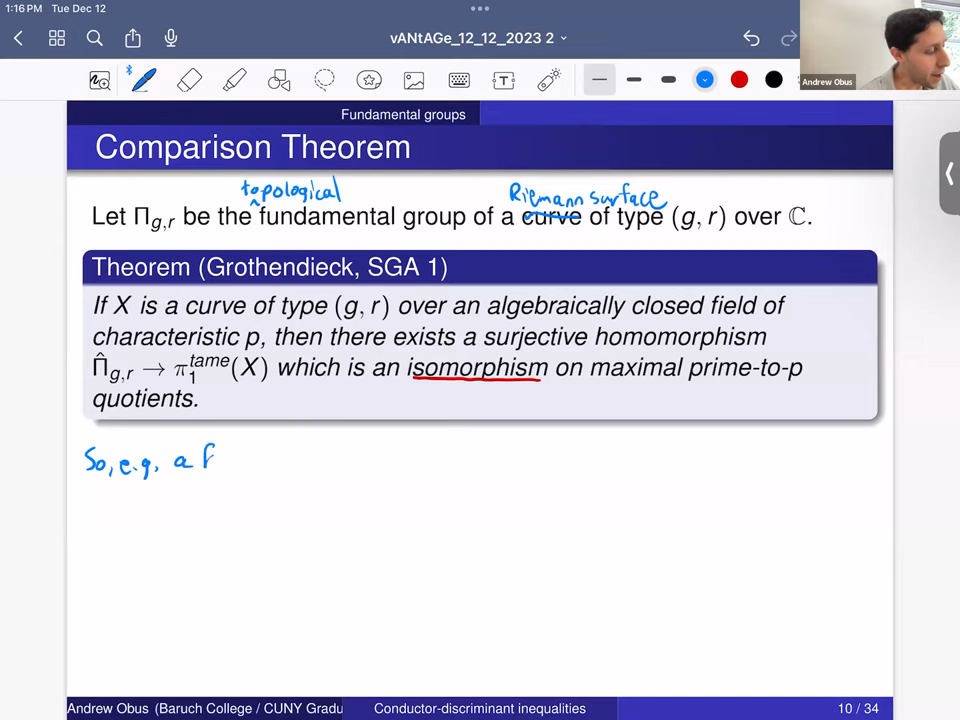 1:16 PM Tue Dec 12
vANtAGe_12_12_2023 2
Andrew Obus
Fundamental groups
Comparison Theorem
topological Riemann surface
Let Π_{g,r} be the fundamental group of a curve of type (g, r) over ℂ.
Theorem (Grothendieck, SGA 1)
If X is a curve of type (g, r) over an algebraically closed field of
characteristic p, then there exists a surjective homomorphism
Π̂_{g,r} → π₁^{tame}(X) which is an isomorphism on maximal prime-to-p
quotients.
So, e.g. a f
Andrew Obus (Baruch College / CUNY Gradu
Conductor-discriminant inequalities
10 / 34